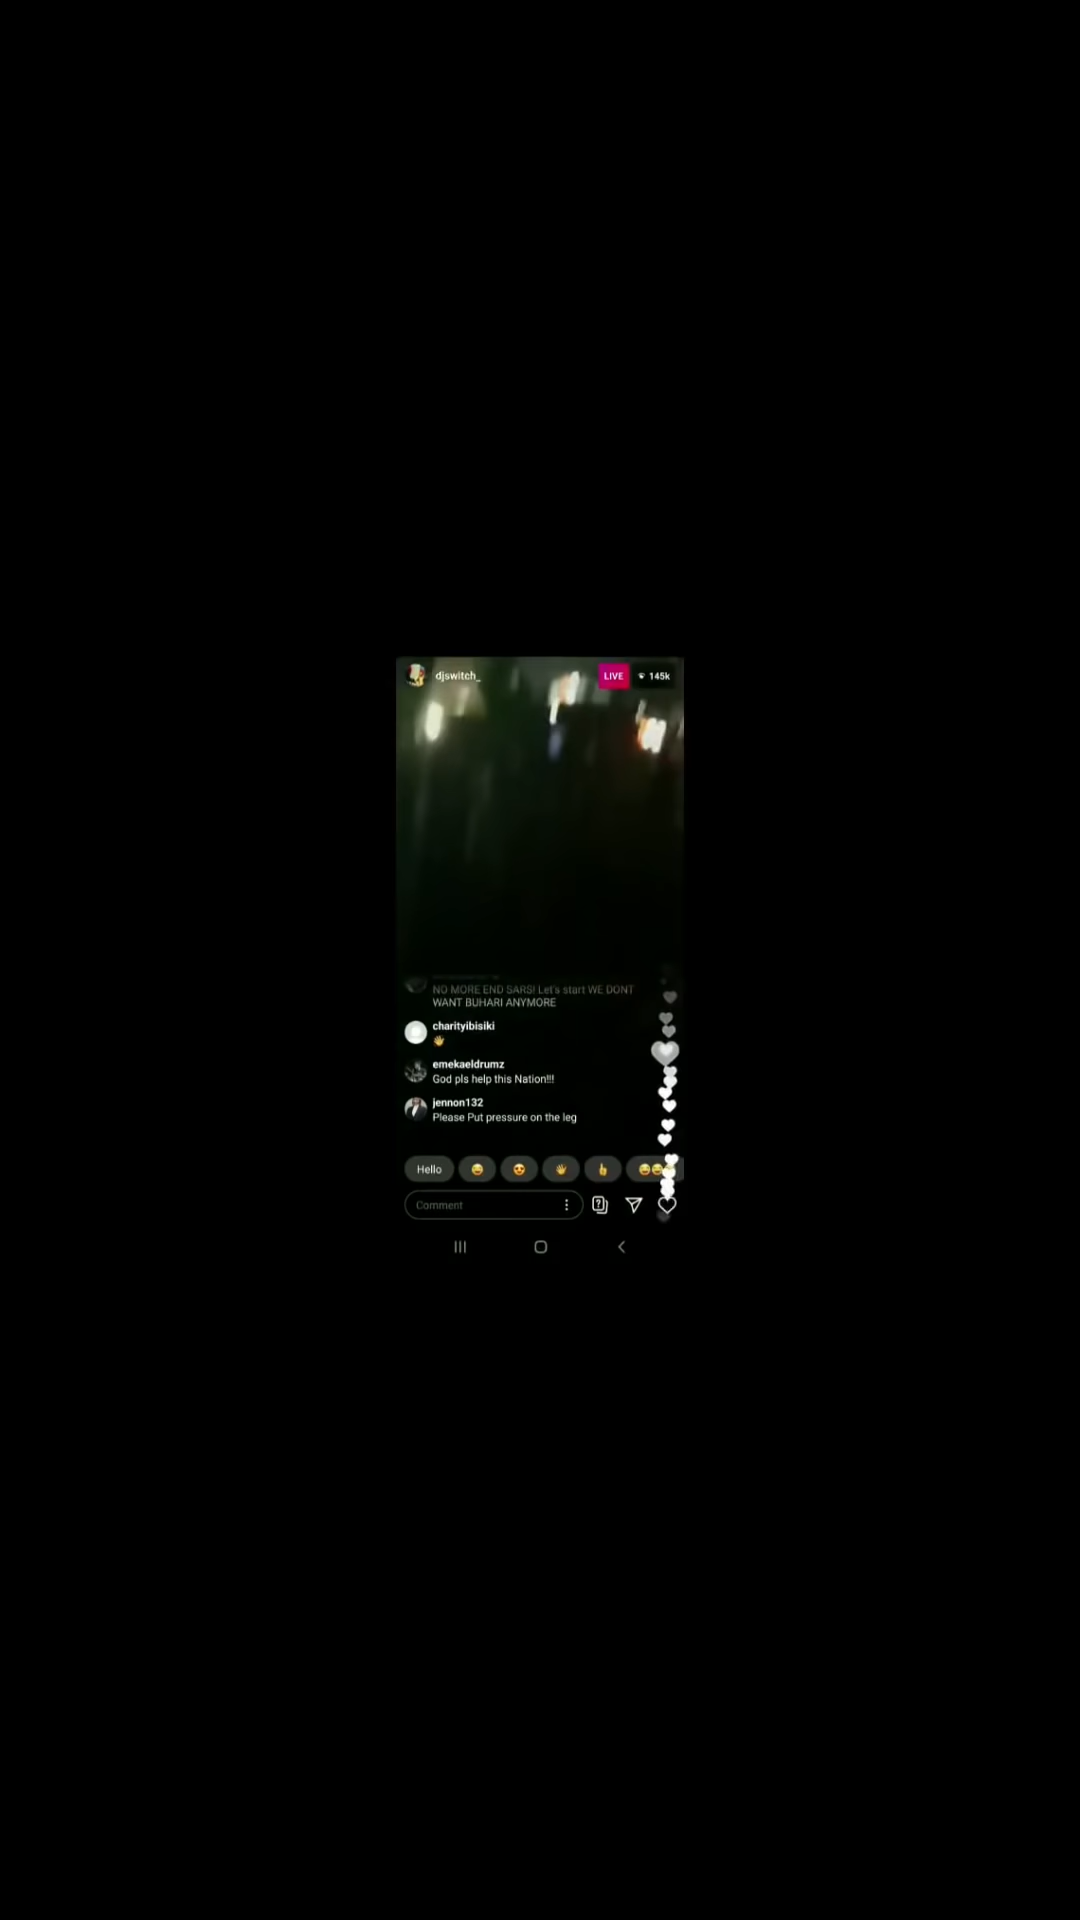 djswitch_
LIVE
145k
NO MORE END SARS! Let's start WE DONT
WANT BUHARI ANYMORE
charityibisiki
👋
emekaeldrumz
God pls help this Nation!!!
jennon132
Please Put pressure on the leg
Hello
Comment